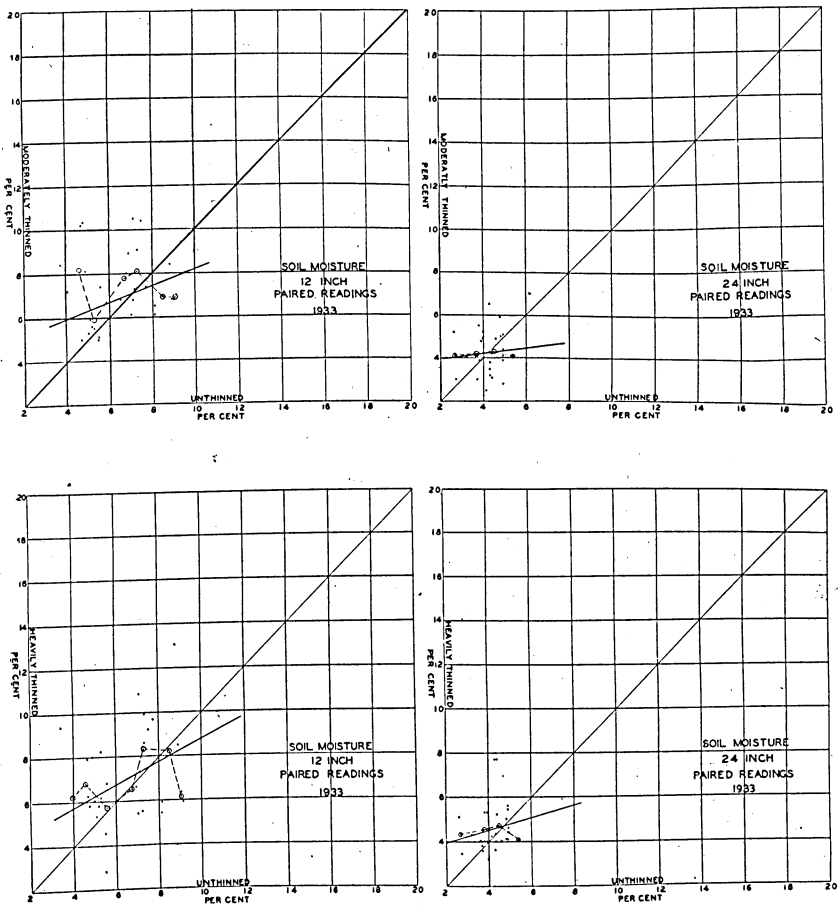 20
18
16
14
12
10
8
6
4
2
MODERATELY THINNED
PER CENT
SOIL MOISTURE
12 INCH
PAIRED READINGS
1933
4 6 8 10 12 14 16 18 20
UNTHINNED
PER CENT
20
18
16
14
12
10
8
6
4
2
MODERATLY THINNED
PER CENT
SOIL MOISTURE
24 INCH
PAIRED READINGS
1933
2 4 6 8 10 12 14 16 18 20
UNTHINNED
PER CENT
20
18
16
14
12
10
8
6
4
2
HEAVILY THINNED
PER CENT
SOIL MOISTURE
12 INCH
PAIRED READINGS
1933
4 6 8 10 12 14 16 18 20
UNTHINNED
PER CENT
20
18
16
14
12
10
8
6
4
2
HEAVILY THINNED
PER CENT
SOIL MOISTURE
24 INCH
PAIRED READINGS
1933
4 6 8 10 12 14 16 18 20
UNTHINNED
PER CENT